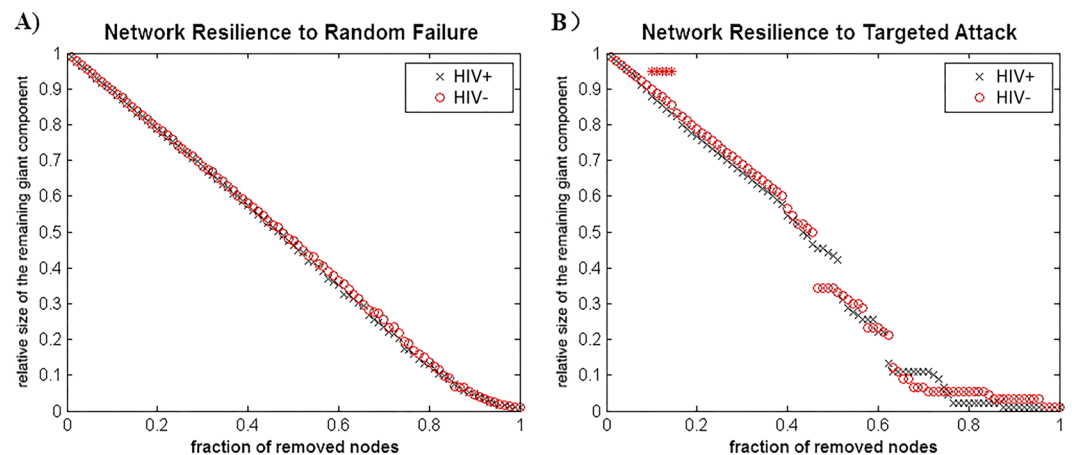 A)
Network Resilience to Random Failure
relative size of the remaining giant component
1
0.9
0.8
0.7
0.6
0.5
0.4
0.3
0.2
0.1
0
0
0.2
0.4
0.6
0.8
1
fraction of removed nodes
HIV+
HIV-
B)
Network Resilience to Targeted Attack
relative size of the remaining giant component
1
0.9
0.8
0.7
0.6
0.5
0.4
0.3
0.2
0.1
0
0
0.2
0.4
0.6
0.8
1
fraction of removed nodes
HIV+
HIV-